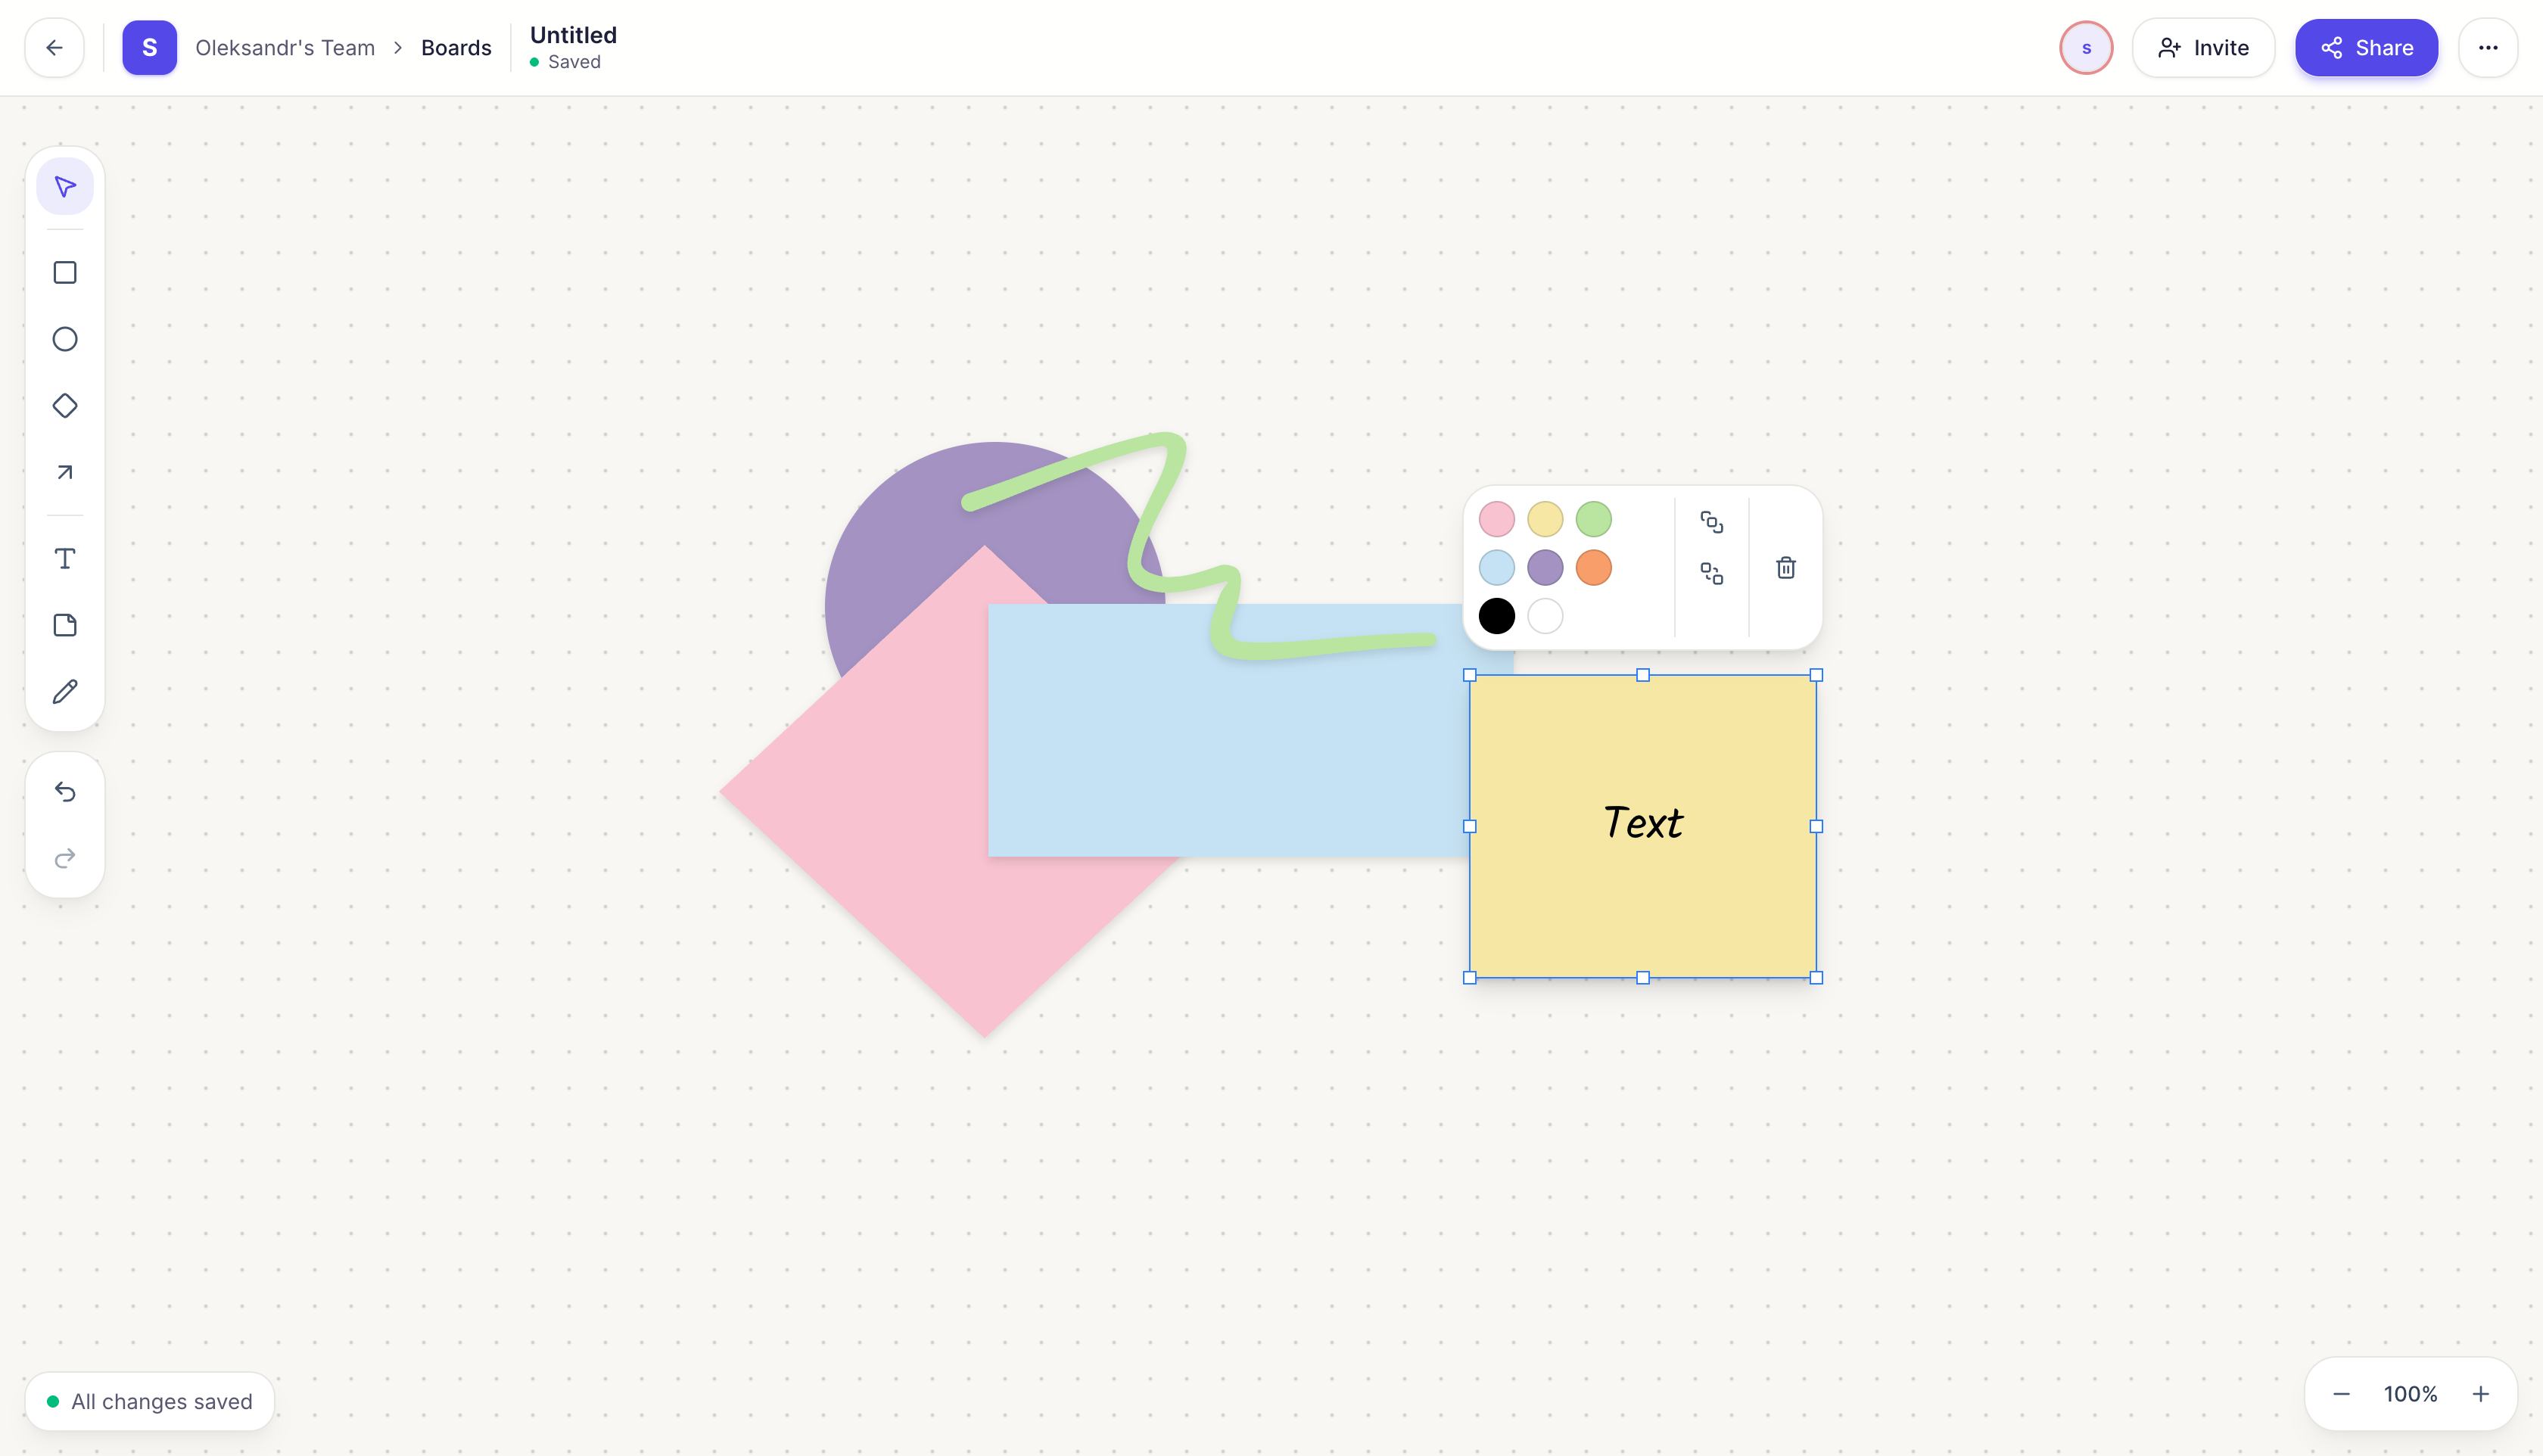 S
Oleksandr's Team
Boards
Untitled
Saved
s
Invite
Share
Text
All changes saved
100%